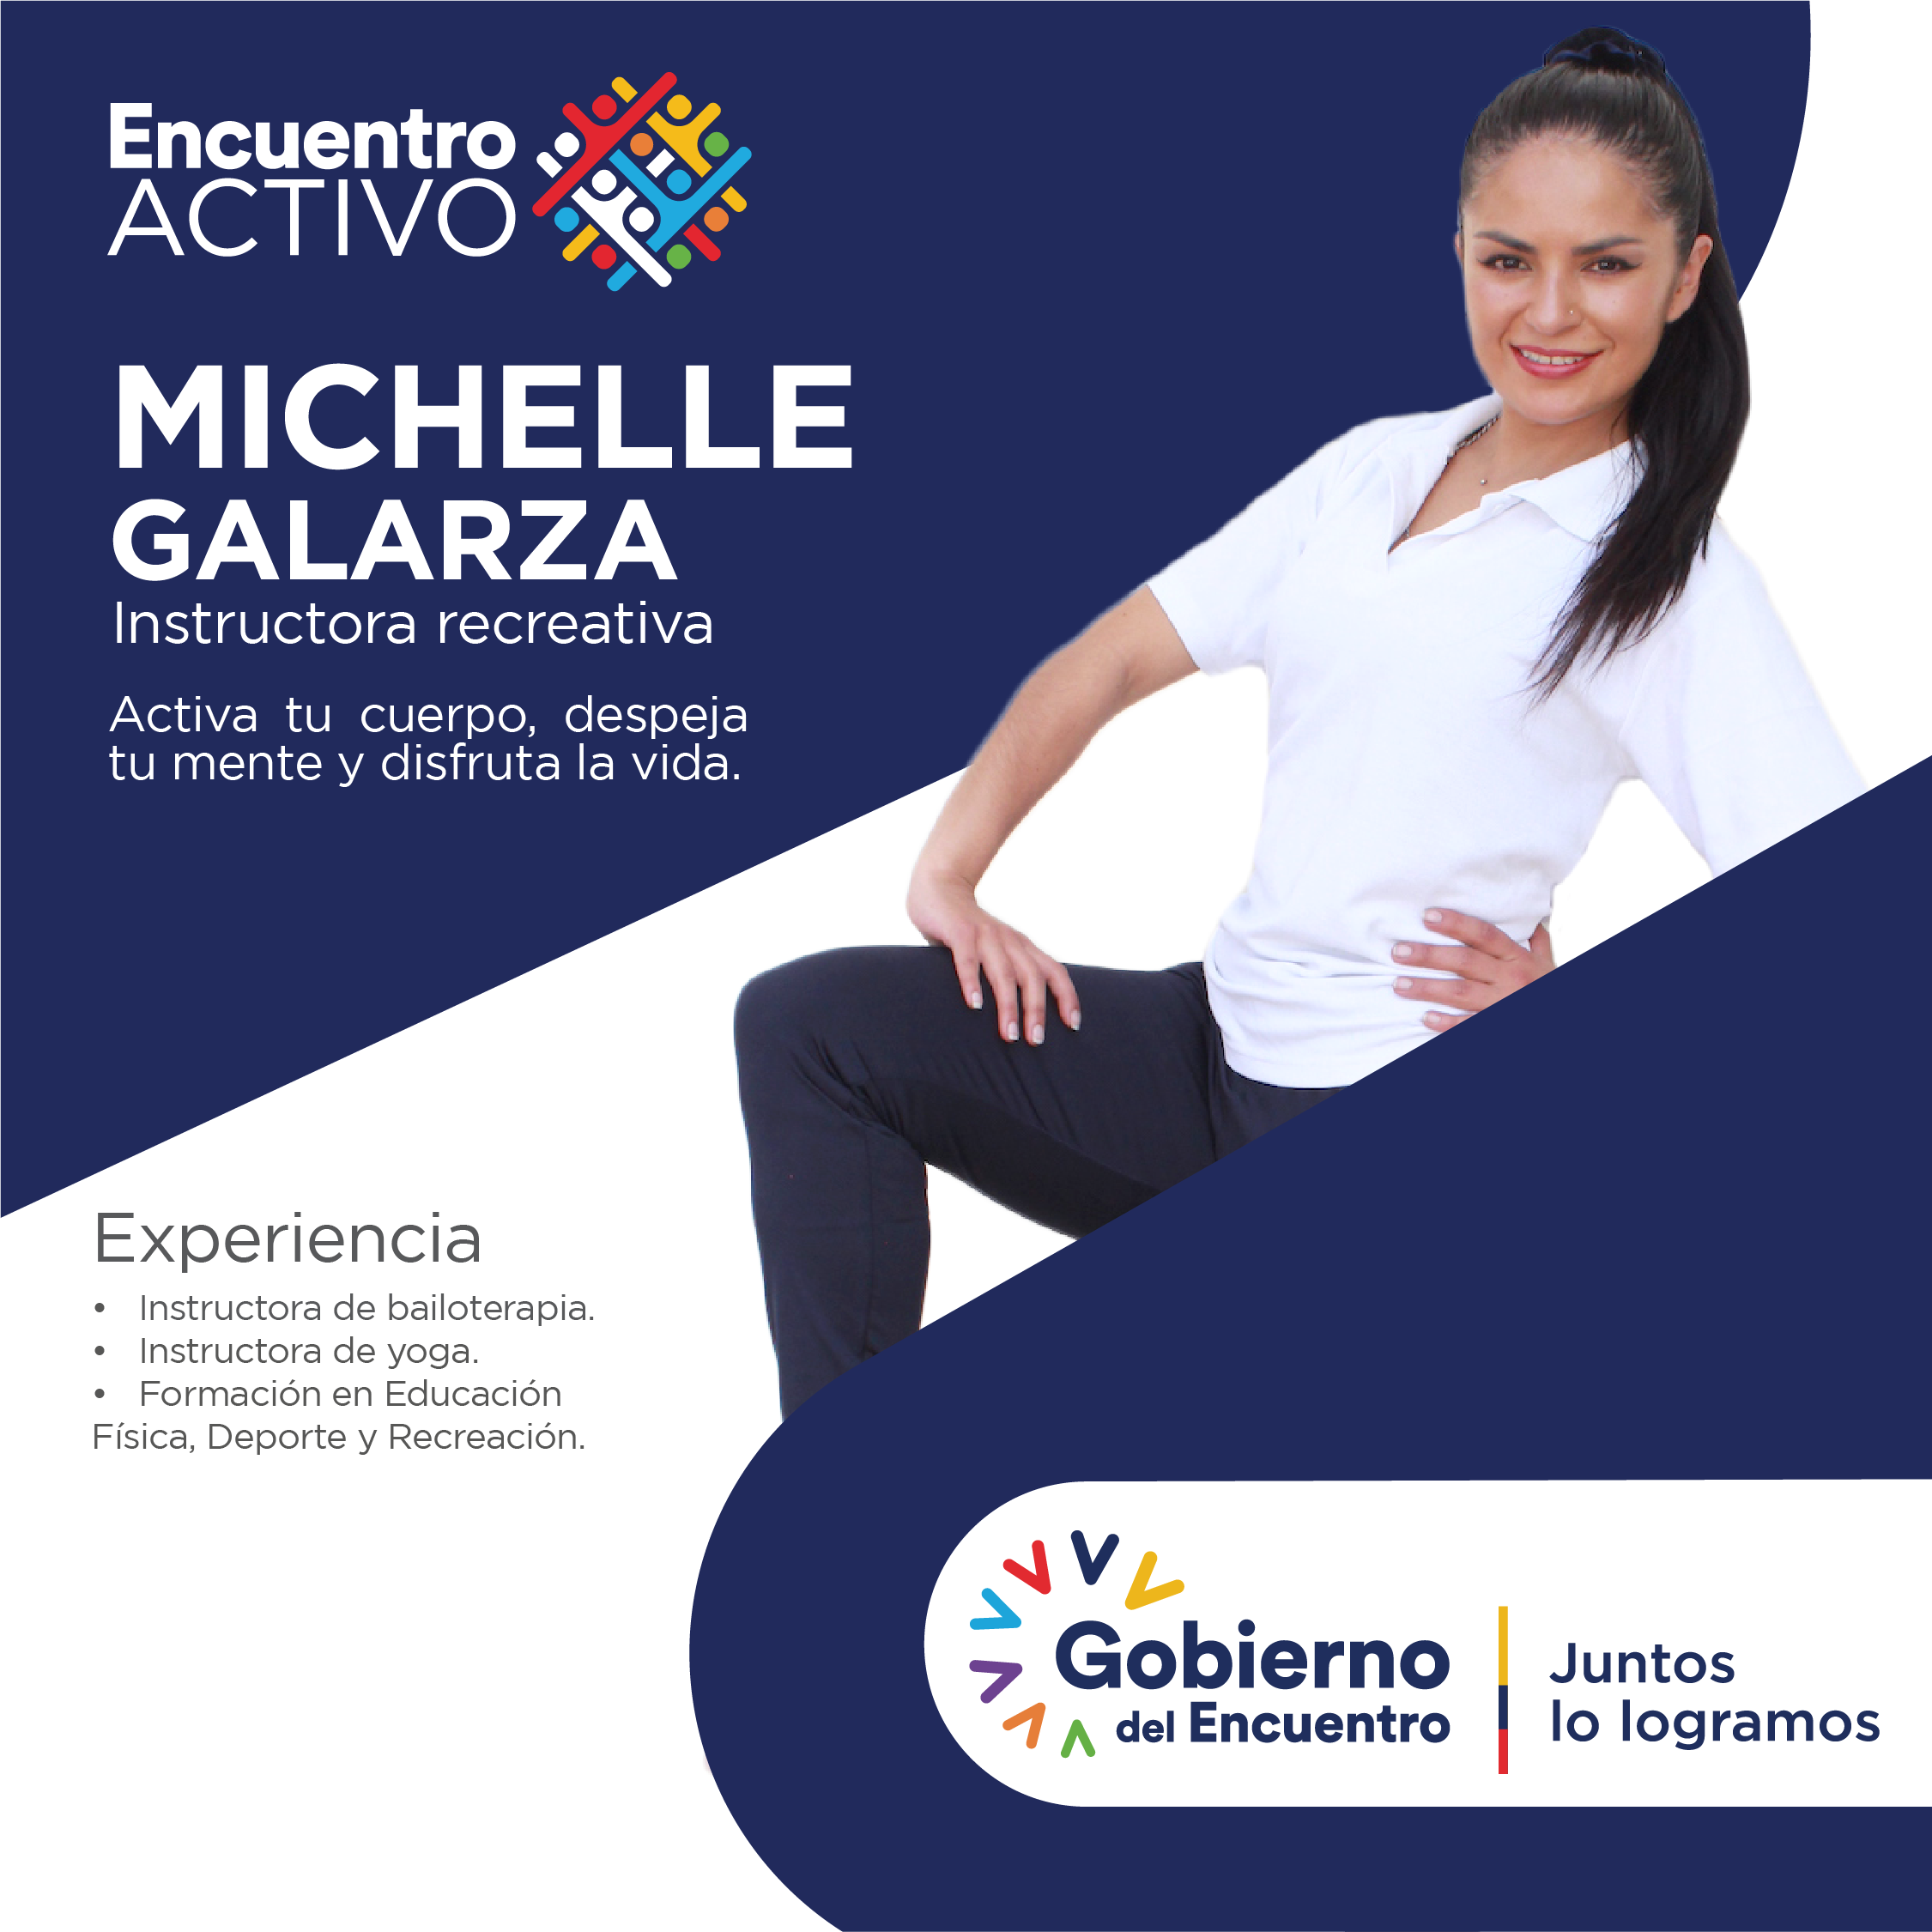 Encuentro
ACTIVO
MICHELLE
GALARZA
Instructora recreativa
Activa tu cuerpo, despeja
tu mente y disfruta la vida.
Experiencia
• Instructora de bailoterapia.
• Instructora de yoga.
• Formación en Educación
Física, Deporte y Recreación.
Gobierno
del Encuentro
Juntos
lo logramos